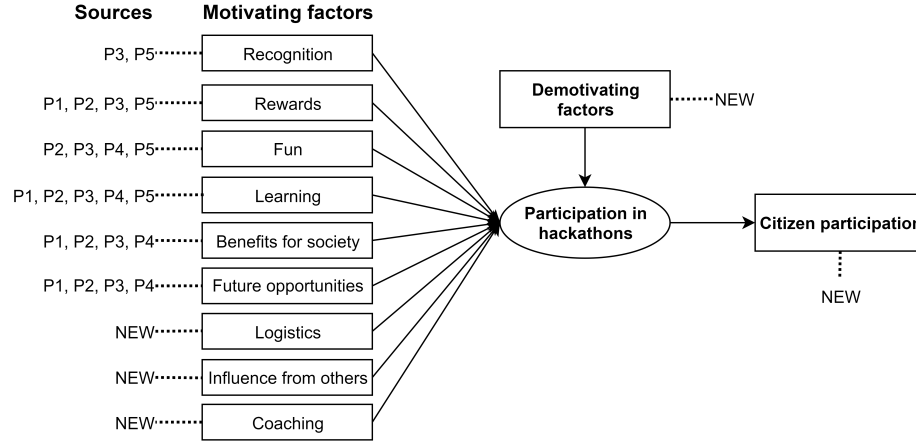 Sources Motivating factors
P3, P5 Recognition
P1, P2, P3, P5 Rewards
P2, P3, P4, P5 Fun
P1, P2, P3, P4, P5 Learning
P1, P2, P3, P4 Benefits for society
P1, P2, P3, P4 Future opportunities
NEW Logistics
NEW Influence from others
NEW Coaching
Demotivating
factors
NEW
Participation in
hackathons
Citizen participation
NEW